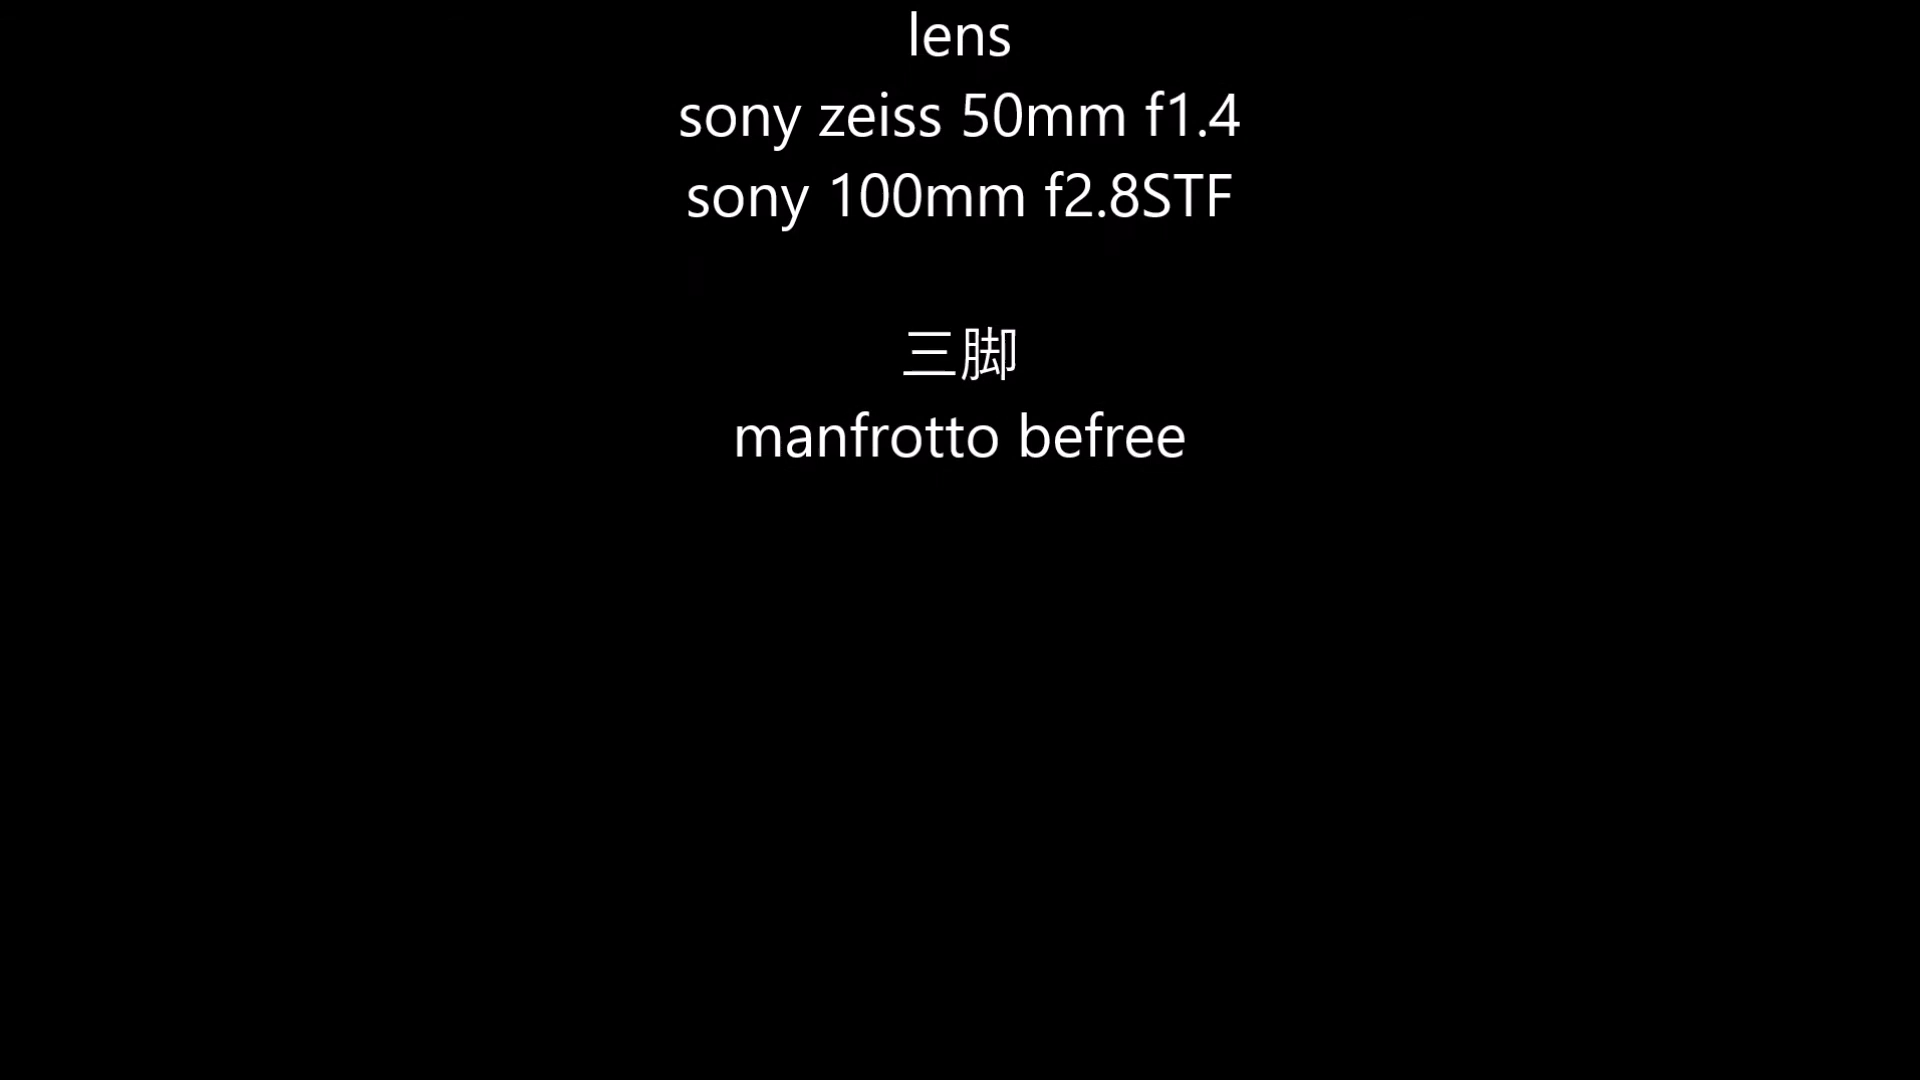 lens
sony zeiss 50mm f1.4
sony 100mm f2.8STF
三脚
manfrotto befree